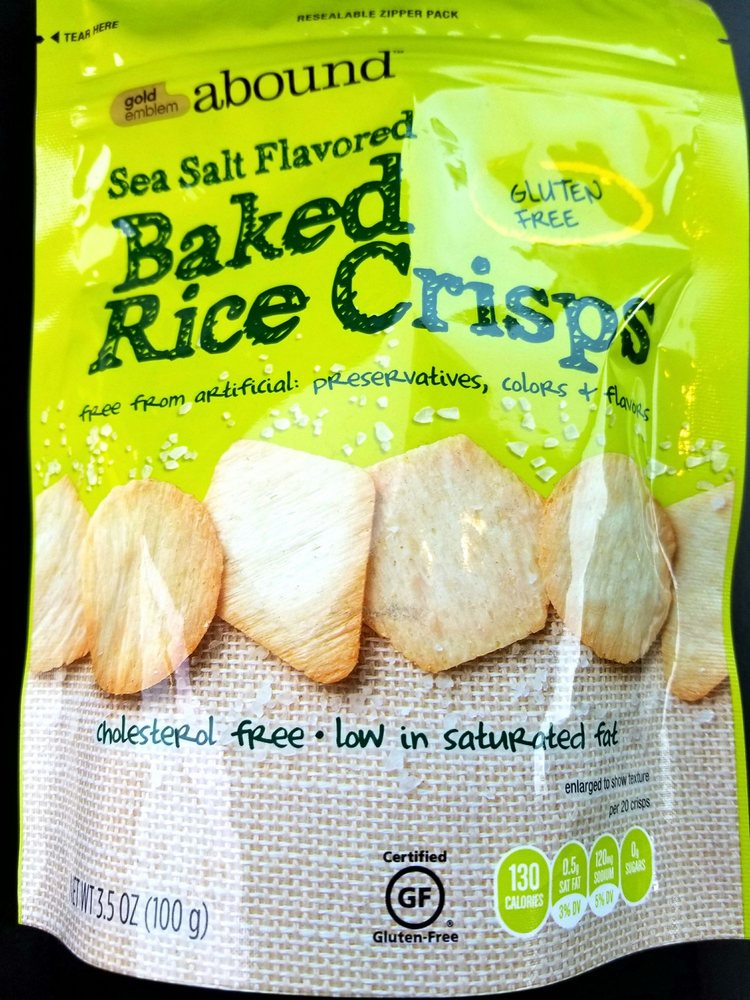 RESEALABLE ZIPPER PACK
TEAR HERE
gold
emblem
abound™
Sea Salt Flavored
Baked
Rice Crisps
GLUTEN
FREE
free from artificial: preservatives, colors + flavors
cholesterol free • low in saturated fat
enlarged to show texture
per 20 crisps
130
CALORIES
0.5g
SAT FAT
3% DV
120mg
SODIUM
5% DV
0g
SUGARS
Certified
GF
®
Gluten-Free
NET WT 3.5 OZ (100 g)